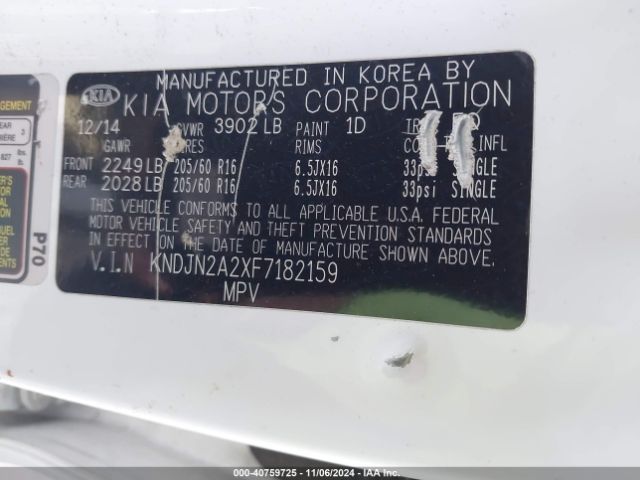 MANUFACTURED IN KOREA BY
KIA KIA MOTORS CORPORATION
12/14 GVWR 3902 LB PAINT 1D
GAWR RIMS INFL
FRONT 2249 LB 205/60 R16 6.5JX16 33psi SINGLE
REAR 2028 LB 205/60 R16 6.5JX16 33psi SINGLE
THIS VEHICLE CONFORMS TO ALL APPLICABLE U.S.A. FEDERAL
MOTOR VEHICLE SAFETY AND THEFT PREVENTION STANDARDS
IN EFFECT ON THE DATE OF MANUFACTURE SHOWN ABOVE.
V.I.N KNDJN2A2XF7182159
MPV
P70
000-40759725 - 11/06/2024 - IAA Inc.